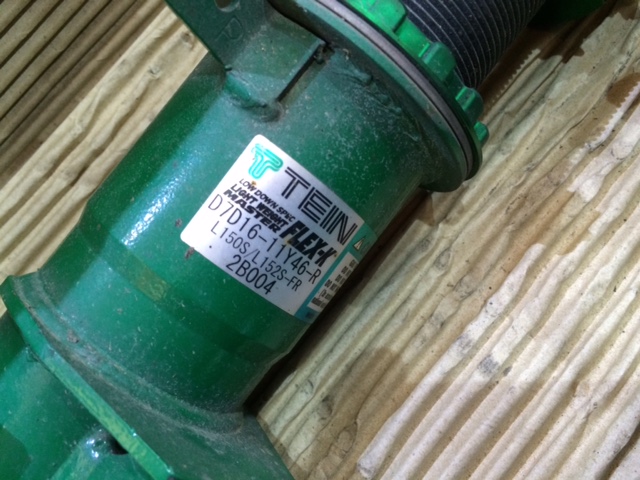 TEIN
LOW DOWN SPEC
LIGHT WEIGHT
MASTER FLEX
D7D16-11Y46-R
L150S/L152S-FR
2B004